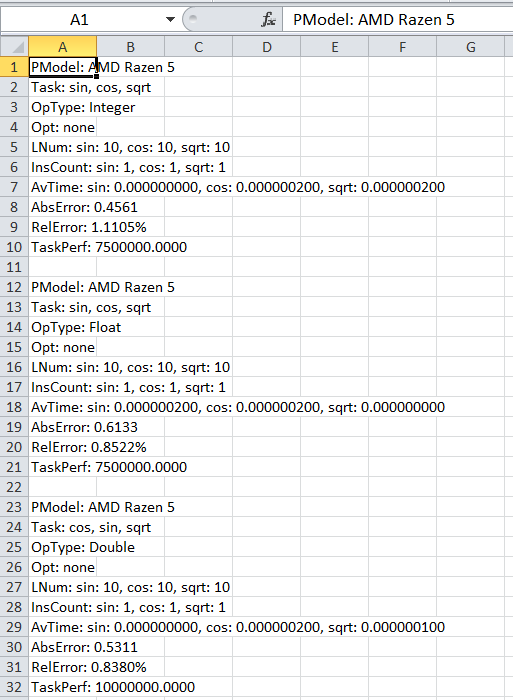 A1 fx PModel: AMD Razen 5
A B C D E F G
1 PModel: AMD Razen 5
2 Task: sin, cos, sqrt
3 OpType: Integer
4 Opt: none
5 LNum: sin: 10, cos: 10, sqrt: 10
6 InsCount: sin: 1, cos: 1, sqrt: 1
7 AvTime: sin: 0.000000000, cos: 0.000000200, sqrt: 0.000000200
8 AbsError: 0.4561
9 RelError: 1.1105%
10 TaskPerf: 7500000.0000
11
12 PModel: AMD Razen 5
13 Task: sin, cos, sqrt
14 OpType: Float
15 Opt: none
16 LNum: sin: 10, cos: 10, sqrt: 10
17 InsCount: sin: 1, cos: 1, sqrt: 1
18 AvTime: sin: 0.000000200, cos: 0.000000200, sqrt: 0.000000000
19 AbsError: 0.6133
20 RelError: 0.8522%
21 TaskPerf: 7500000.0000
22
23 PModel: AMD Razen 5
24 Task: cos, sin, sqrt
25 OpType: Double
26 Opt: none
27 LNum: sin: 10, cos: 10, sqrt: 10
28 InsCount: sin: 1, cos: 1, sqrt: 1
29 AvTime: sin: 0.000000000, cos: 0.000000200, sqrt: 0.000000100
30 AbsError: 0.5311
31 RelError: 0.8380%
32 TaskPerf: 10000000.0000